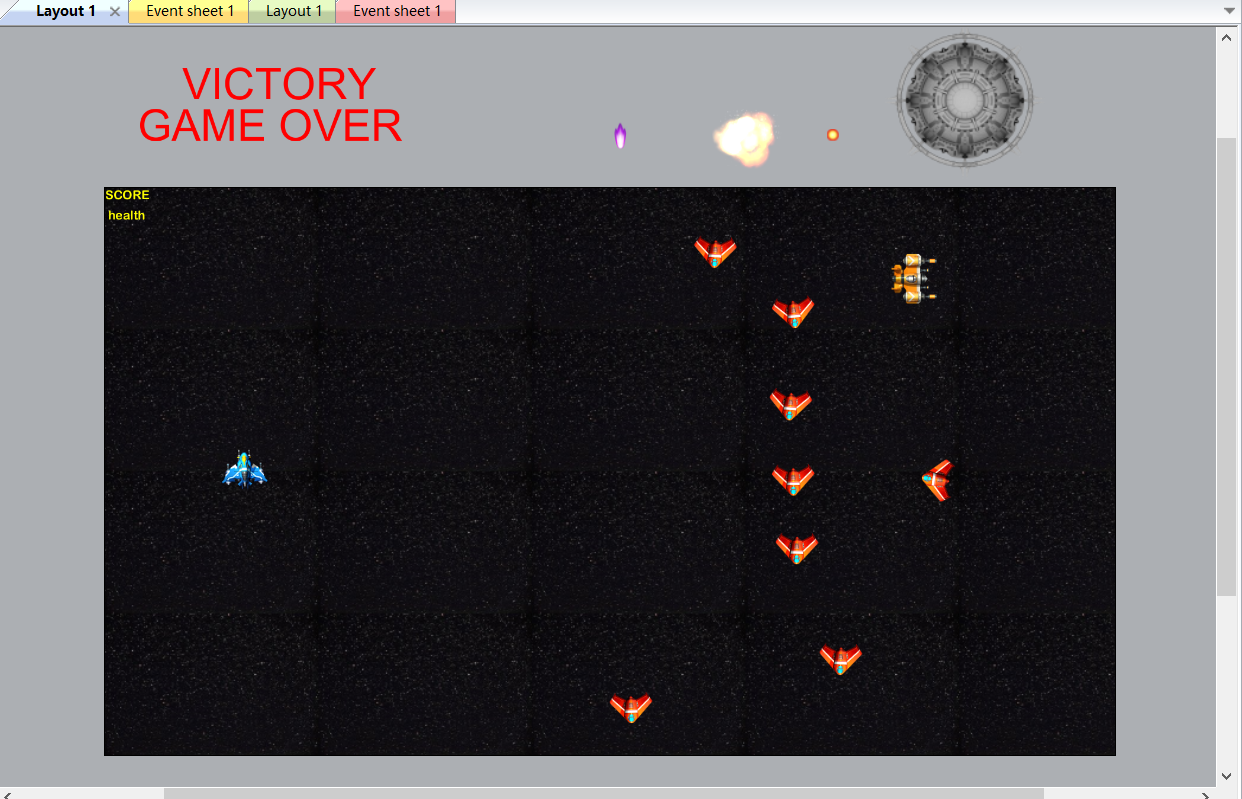 Layout 1
Event sheet 1
Layout 1
Event sheet 1
VICTORY
GAME OVER
SCORE
health